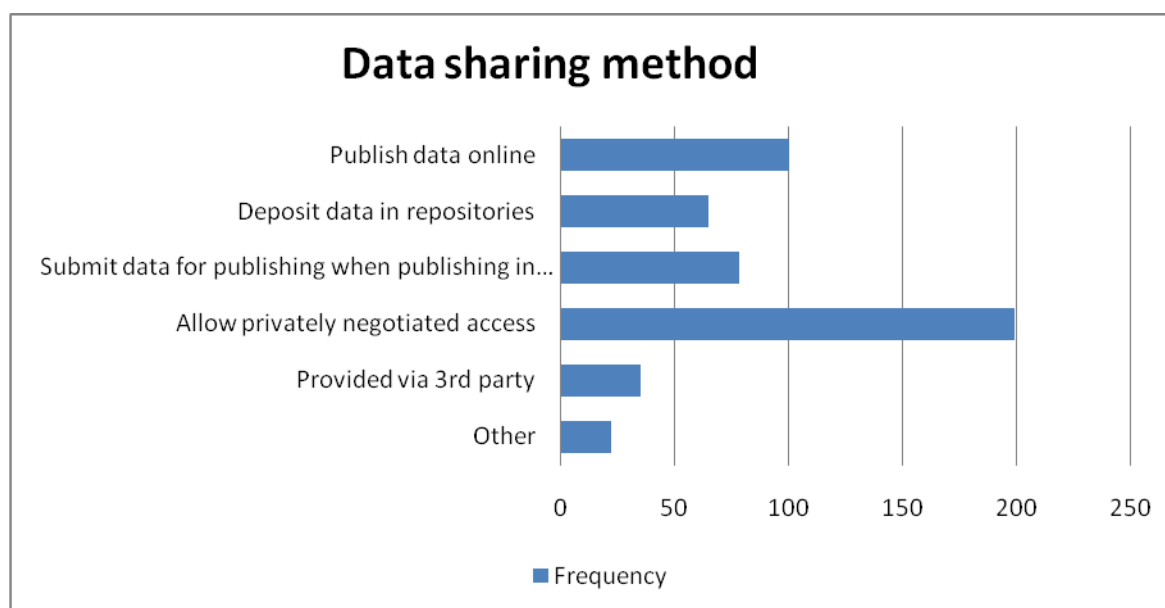 Data sharing method
Publish data online
Deposit data in repositories
Submit data for publishing when publishing in...
Allow privately negotiated access
Provided via 3rd party
Other
0 50 100 150 200 250
Frequency